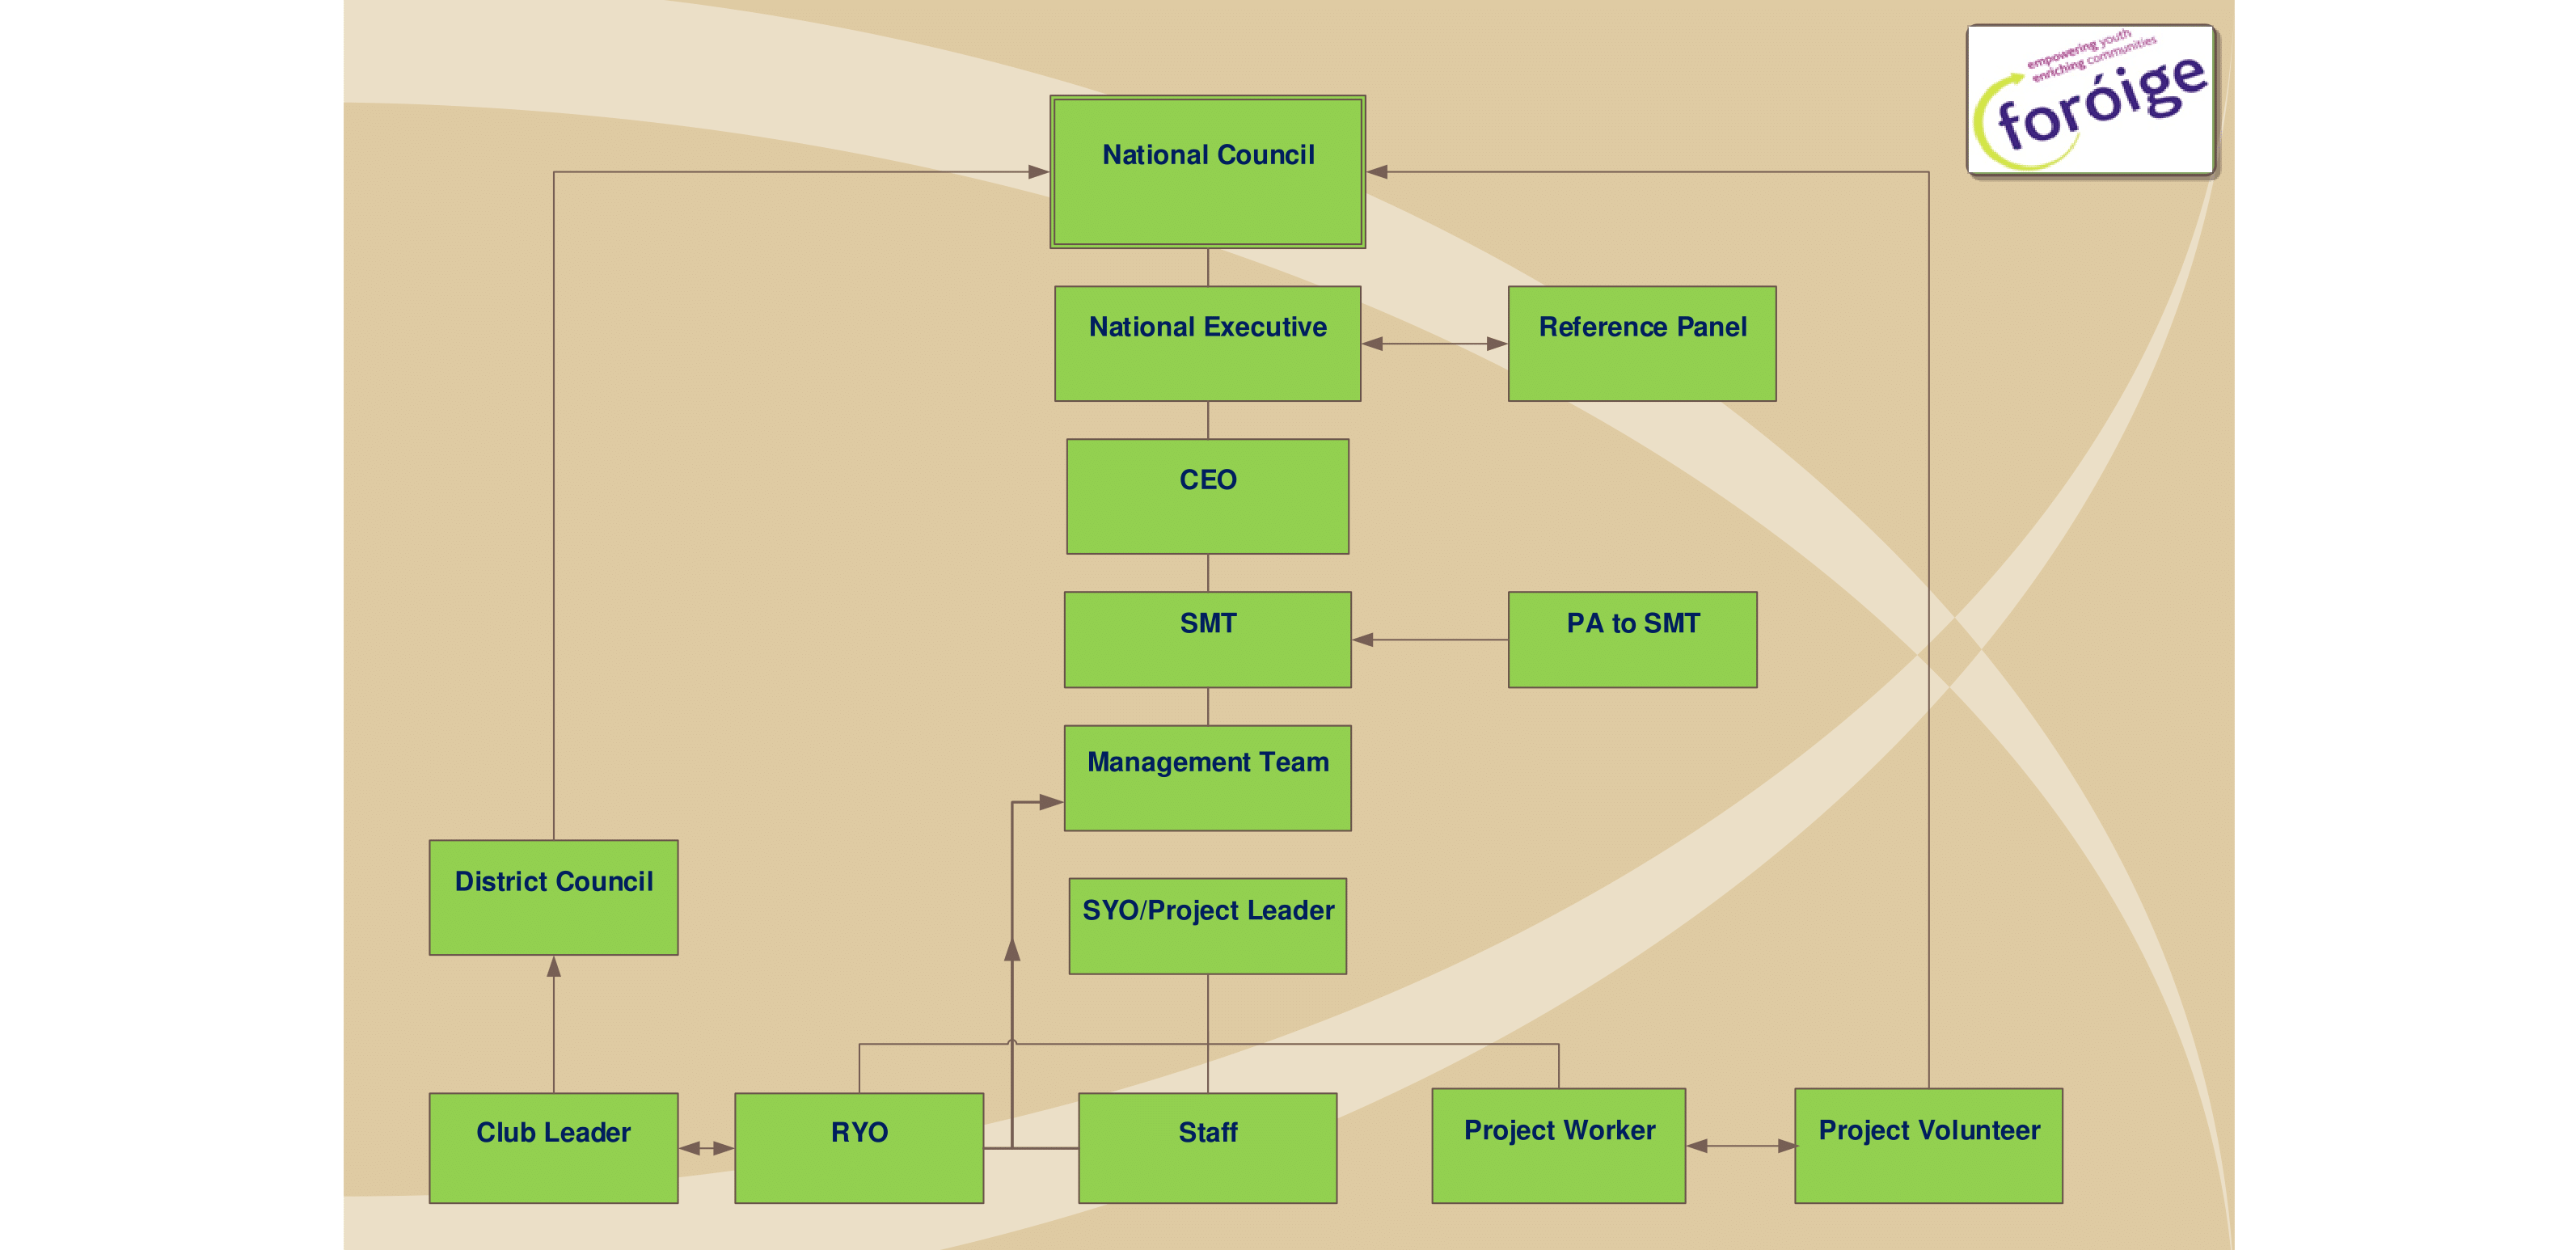 empowering youth
enriching communities
foróige
National Council
National Executive
Reference Panel
CEO
SMT
PA to SMT
Management Team
District Council
SYO/Project Leader
Club Leader
RYO
Staff
Project Worker
Project Volunteer